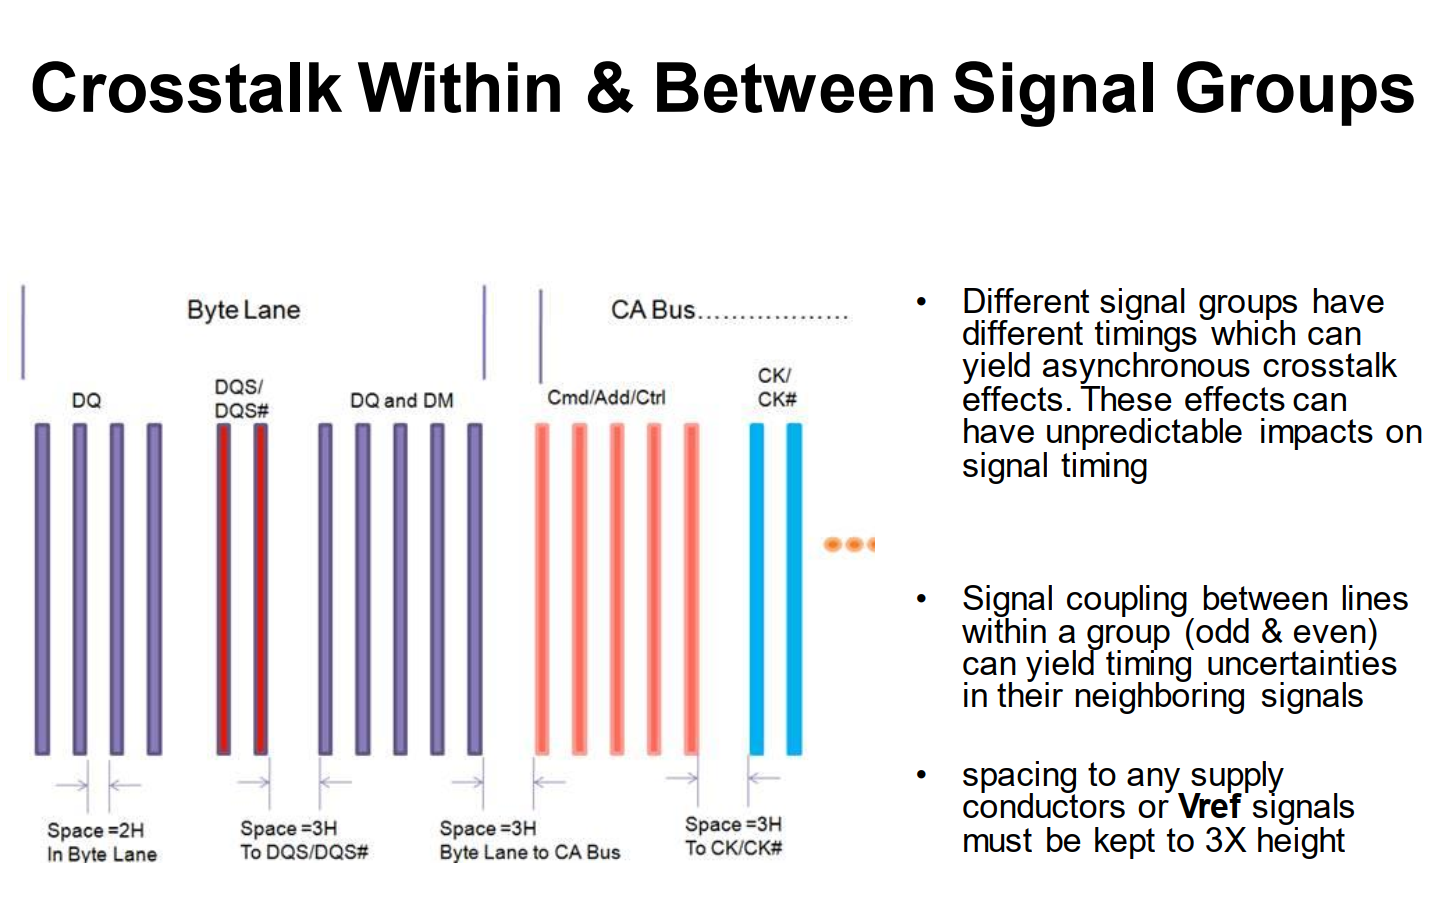 Crosstalk Within & Between Signal Groups
Byte Lane
CA Bus..................
DQ
DQS/
DQS#
DQ and DM
Cmd/Add/Ctrl
CK/
CK#
Space =2H
In Byte Lane
Space =3H
To DQS/DQS#
Space =3H
Byte Lane to CA Bus
Space =3H
To CK/CK#
• Different signal groups have
different timings which can
yield asynchronous crosstalk
effects. These effects can
have unpredictable impacts on
signal timing
• Signal coupling between lines
within a group (odd & even)
can yield timing uncertainties
in their neighboring signals
• spacing to any supply
conductors or Vref signals
must be kept to 3X height